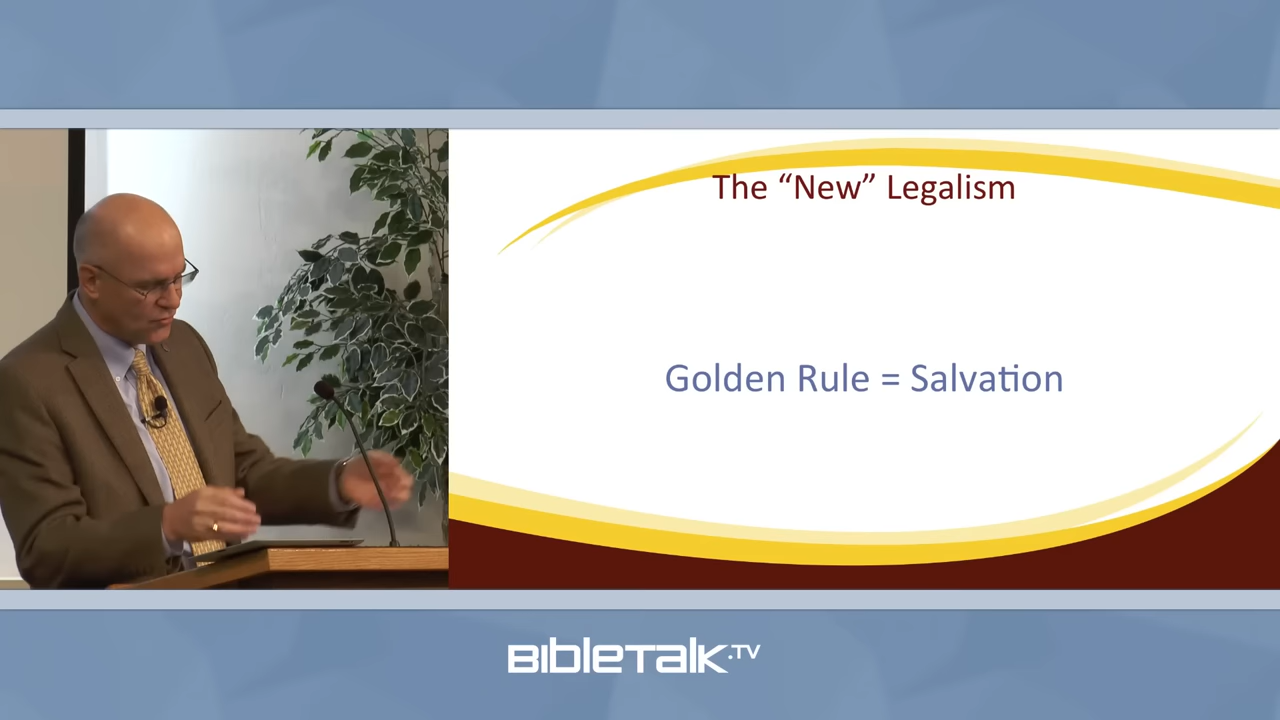 The “New” Legalism
Golden Rule = Salvation
BIBLETALK.TV